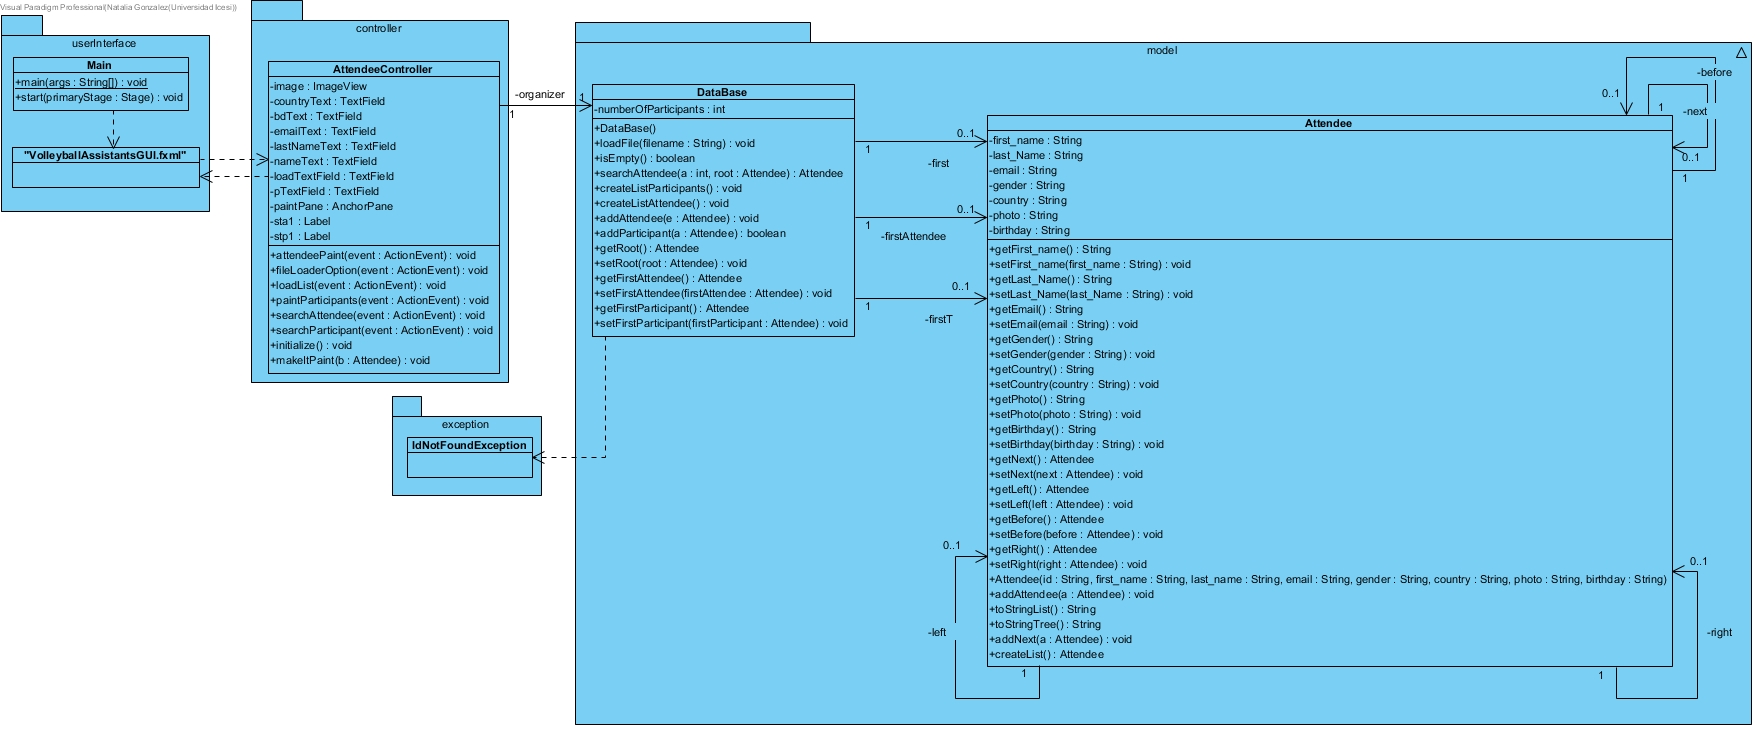 Visual Paradigm Professional(Natalia Gonzalez(Universidad Icesi))
userInterface
Main
+main(args : String[]) : void
+start(primaryStage : Stage) : void
"VolleyballAssistantsGUI.fxml"
controller
AttendeeController
-image : ImageView
-countryText : TextField
-bdText : TextField
-emailText : TextField
-lastNameText : TextField
-nameText : TextField
-loadTextField : TextField
-pTextField : TextField
-paintPane : AnchorPane
-sta1 : Label
-stp1 : Label
+attendeePaint(event : ActionEvent) : void
+fileLoaderOption(event : ActionEvent) : void
+loadList(event : ActionEvent) : void
+paintParticipants(event : ActionEvent) : void
+searchAttendee(event : ActionEvent) : void
+searchParticipant(event : ActionEvent) : void
+initialize() : void
+makeItPaint(b : Attendee) : void
-organizer
1
1
exception
IdNotFoundException
model
DataBase
-numberOfParticipants : int
+DataBase()
+loadFile(filename : String) : void
+isEmpty() : boolean
+searchAttendee(a : int, root : Attendee) : Attendee
+createListParticipants() : void
+createListAttendee() : void
+addAttendee(e : Attendee) : void
+addParticipant(a : Attendee) : boolean
+getRoot() : Attendee
+setRoot(root : Attendee) : void
+getFirstAttendee() : Attendee
+setFirstAttendee(firstAttendee : Attendee) : void
+getFirstParticipant() : Attendee
+setFirstParticipant(firstParticipant : Attendee) : void
0..1
1
-first
0..1
1
-firstAttendee
0..1
1
-firstT
-before
0..1
1
-next
0..1
1
Attendee
-first_name : String
-last_Name : String
-email : String
-gender : String
-country : String
-photo : String
-birthday : String
+getFirst_name() : String
+setFirst_name(first_name : String) : void
+getLast_Name() : String
+setLast_Name(last_Name : String) : void
+getEmail() : String
+setEmail(email : String) : void
+getGender() : String
+setGender(gender : String) : void
+getCountry() : String
+setCountry(country : String) : void
+getPhoto() : String
+setPhoto(photo : String) : void
+getBirthday() : String
+setBirthday(birthday : String) : void
+getNext() : Attendee
+setNext(next : Attendee) : void
+getLeft() : Attendee
+setLeft(left : Attendee) : void
+getBefore() : Attendee
+setBefore(before : Attendee) : void
+getRight() : Attendee
+setRight(right : Attendee) : void
+Attendee(id : String, first_name : String, last_name : String, email : String, gender : String, country : String, photo : String, birthday : String)
+addAttendee(a : Attendee) : void
+toStringList() : String
+toStringTree() : String
+addNext(a : Attendee) : void
+createList() : Attendee
0..1
-left
1
0..1
-right
1